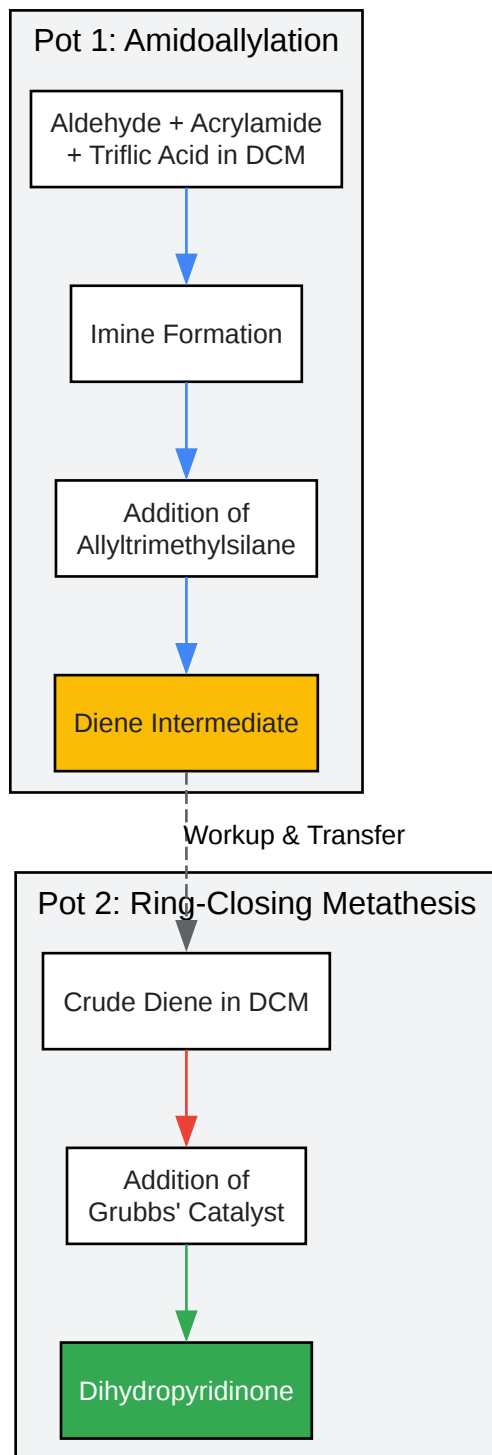 Pot 1: Amidoallylation
Aldehyde + Acrylamide
+ Triflic Acid in DCM
Imine Formation
Addition of
Allyltrimethylsilane
Diene Intermediate
Workup & Transfer
Pot 2: Ring-Closing Metathesis
Crude Diene in DCM
Addition of
Grubbs' Catalyst
Dihydropyridinone